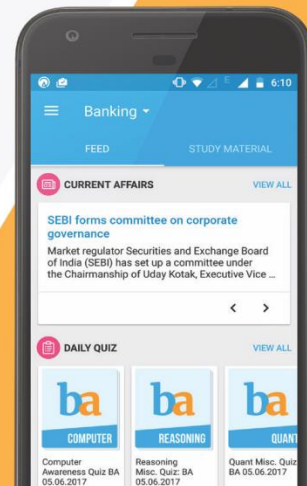 E
6:10
Banking
FEED
STUDY MATERIAL
CURRENT AFFAIRS
VIEW ALL
SEBI forms committee on corporate
governance
Market regulator Securities and Exchange Board
of India (SEBI) has set up a committee under
the Chairmanship of Uday Kotak, Executive Vice ...
DAILY QUIZ
VIEW ALL
ba
ba
ba
COMPUTER
REASONING
QUANT
Computer
Awareness Quiz BA
05.06.2017
Reasoning
Misc. Quiz: BA
05.06.2017
Quant Misc. Quiz
BA 05.06.2017